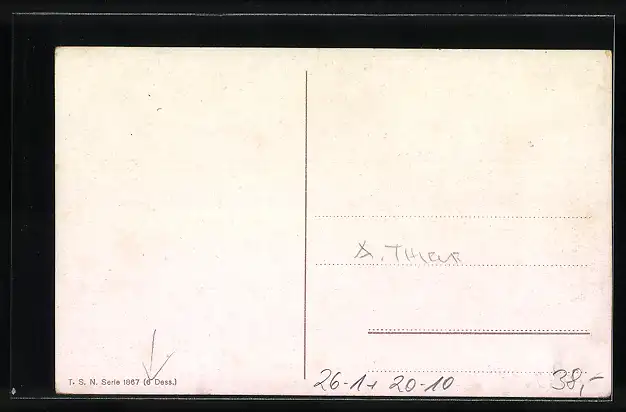 A. THIELE
T. S. N. Serie 1867 (6 Dess.)
26-1+ 20-10
38,-